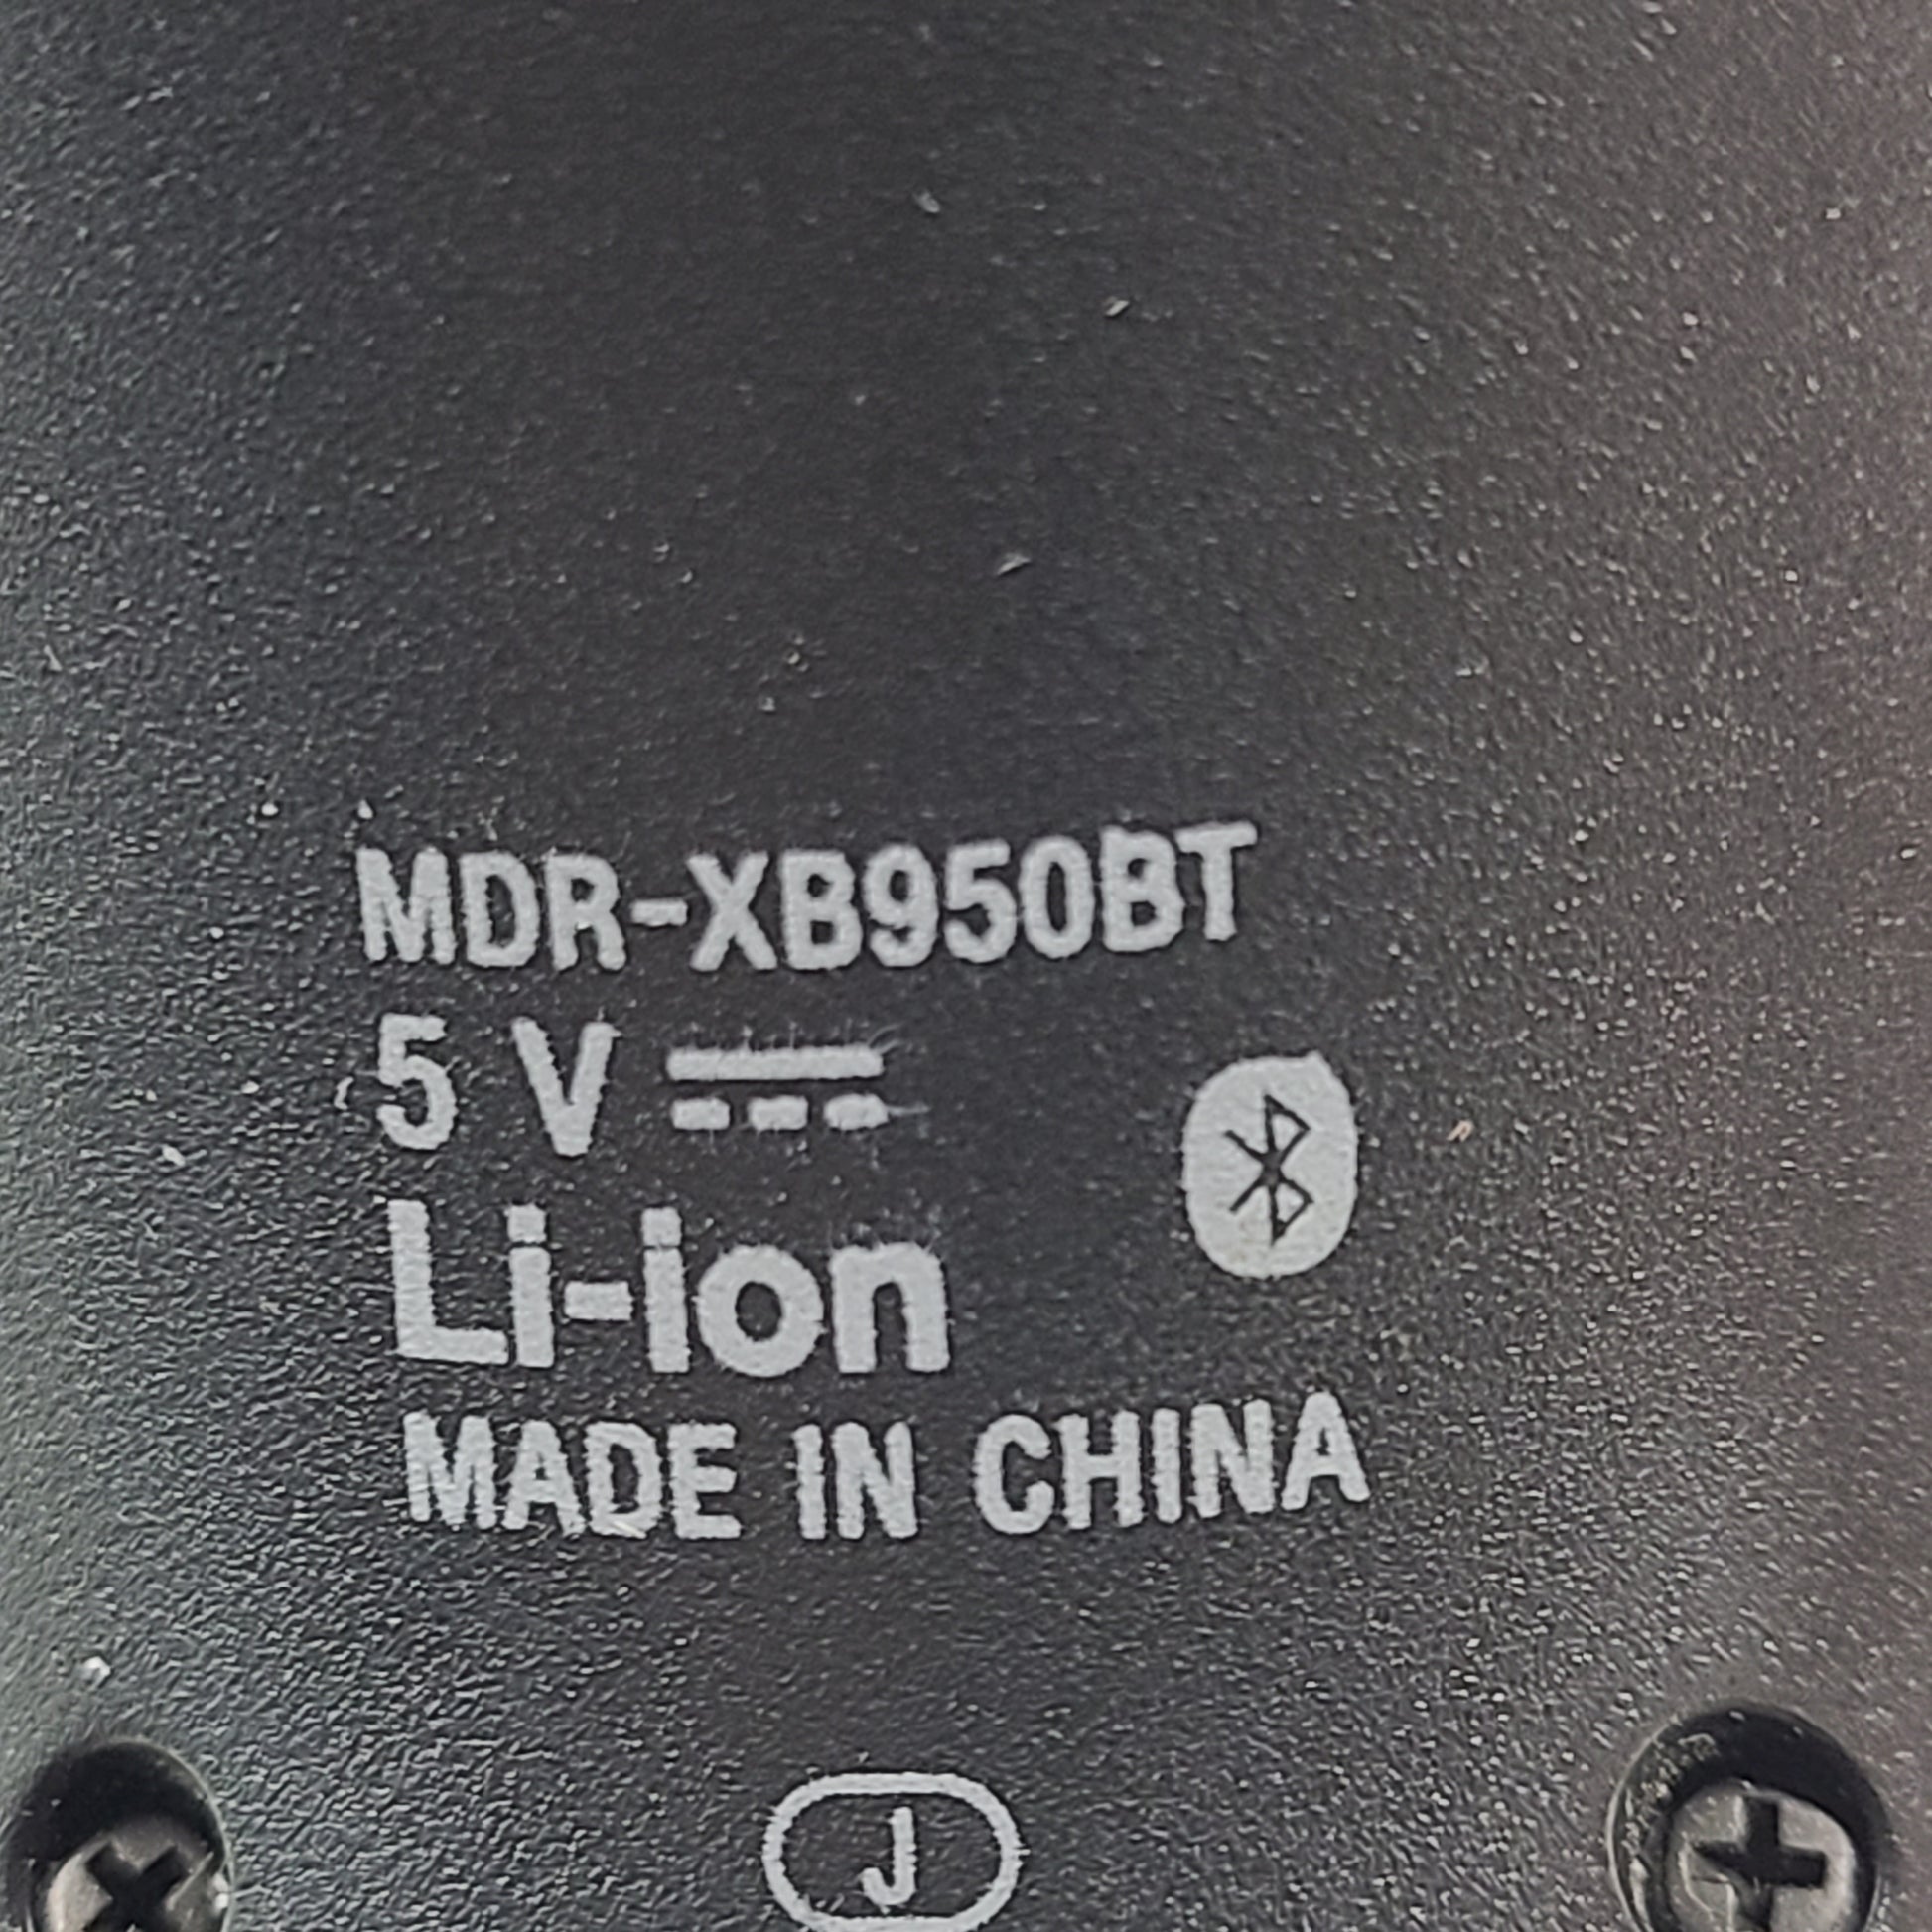 MDR-XB950BT
5 V ⎓
Li-ion
MADE IN CHINA
J